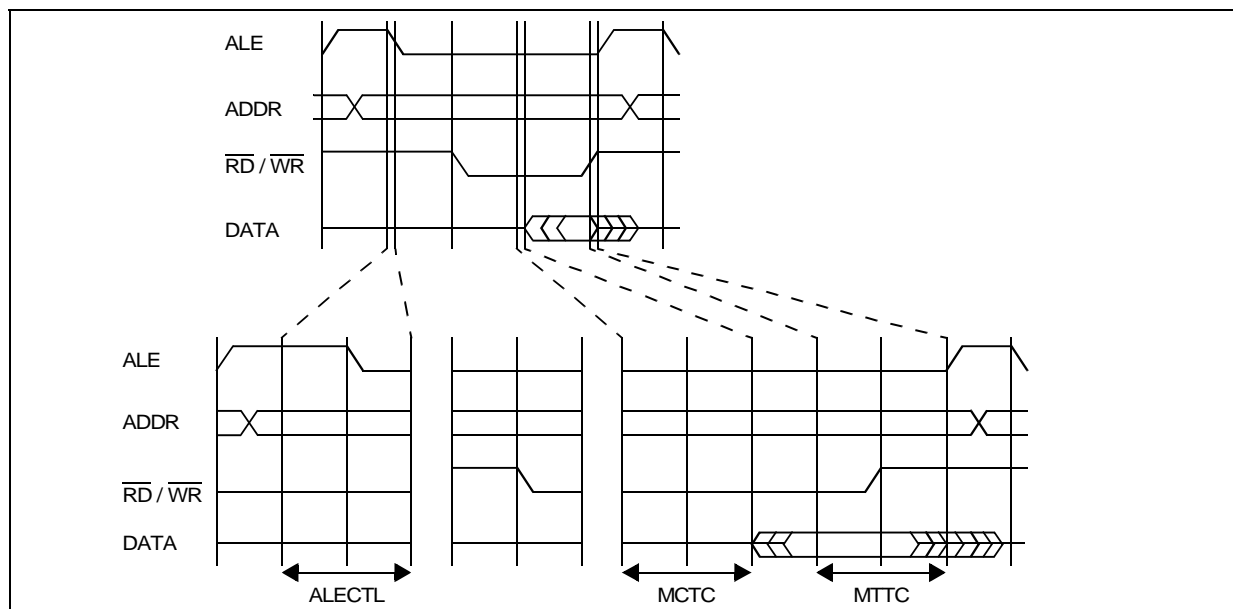 ALE
ADDR
RD / WR
DATA
ALE
ADDR
RD / WR
DATA
ALECTL MCTC MTTC